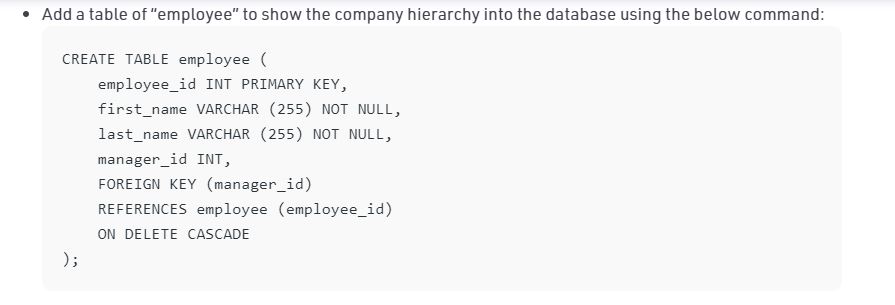 • Add a table of "employee" to show the company hierarchy into the database using the below command:
CREATE TABLE employee (
    employee_id INT PRIMARY KEY,
    first_name VARCHAR (255) NOT NULL,
    last_name VARCHAR (255) NOT NULL,
    manager_id INT,
    FOREIGN KEY (manager_id)
    REFERENCES employee (employee_id)
    ON DELETE CASCADE
);